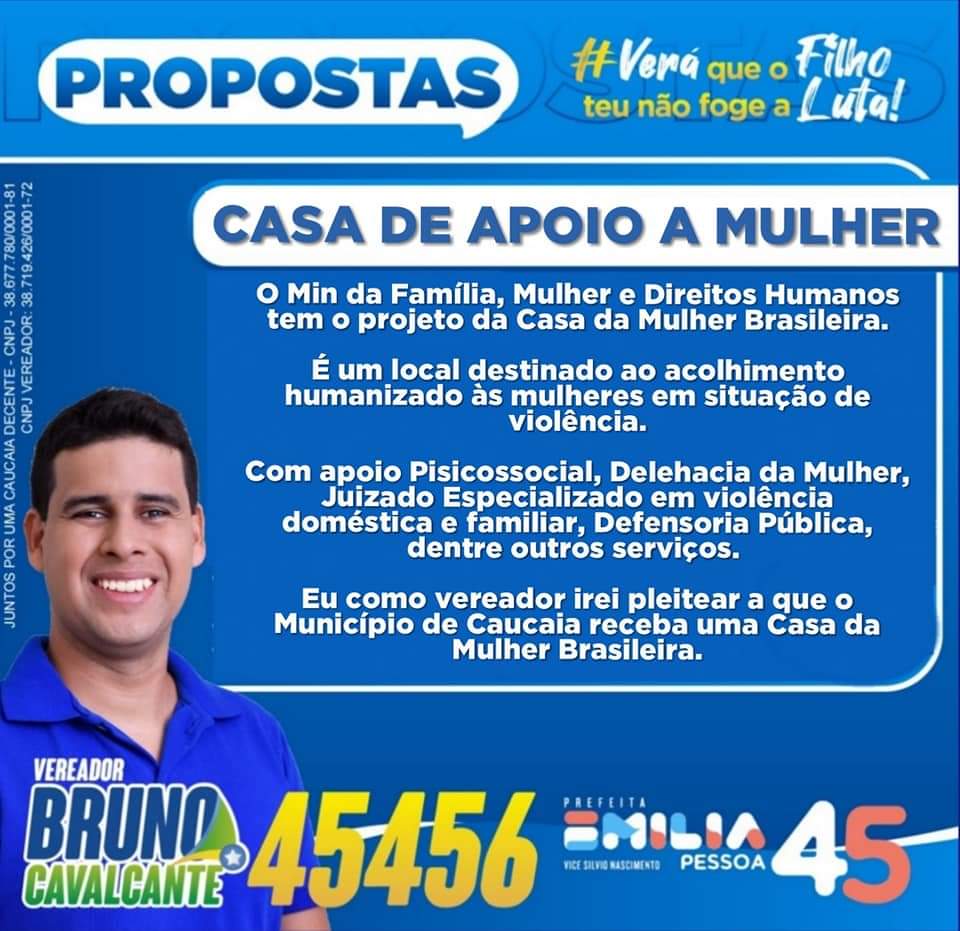 PROPOSTAS
#Verá que o Filho
teu não foge a Luta!
JUNTOS POR UMA CAUCAIA DECENTE - CNPJ - 38.677.780/0001-81
CNPJ VEREADOR: 38.719.426/0001-72
CASA DE APOIO A MULHER
O Min da Família, Mulher e Direitos Humanos
tem o projeto da Casa da Mulher Brasileira.
É um local destinado ao acolhimento
humanizado às mulheres em situação de
violência.
Com apoio Pisicossocial, Delehacia da Mulher,
Juizado Especializado em violência
doméstica e familiar, Defensoria Pública,
dentre outros serviços.
Eu como vereador irei pleitear a que o
Município de Caucaia receba uma Casa da
Mulher Brasileira.
VEREADOR
BRUNO
CAVALCANTE
45456
PREFEITA
EMILIA
VICE SILVIO NASCIMENTO PESSOA
45